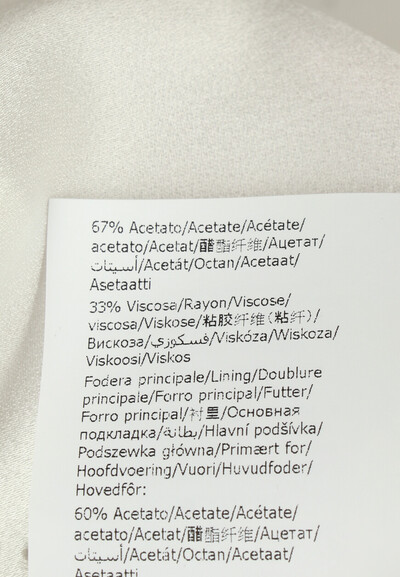 67% Acetato/Acetate/Acétate/
acetato/Acetat/醋酯纤维/Ацетат/
أسيتات/Acetát/Octan/Acetaat/
Asetaatti
33% Viscosa/Rayon/Viscose/
viscosa/Viskose/粘胶纤维(粘纤)/
Вискоза/فسكوزي/Viskóza/Wiskoza/
Viskoosi/Viskos
Fodera principale/Lining/Doublure
principale/Forro principal/Futter/
Forro principal/衬里/Основная
подкладка/بطانة/Hlavní podšívka/
Podszewka główna/Primært for/
Hoofdvoering/Vuori/Huvudfoder/
Hovedfôr:
60% Acetato/Acetate/Acétate/
acetato/Acetat/醋酯纤维/Ацетат/
أسيتات/Acetát/Octan/Acetaat/
Asetaatti